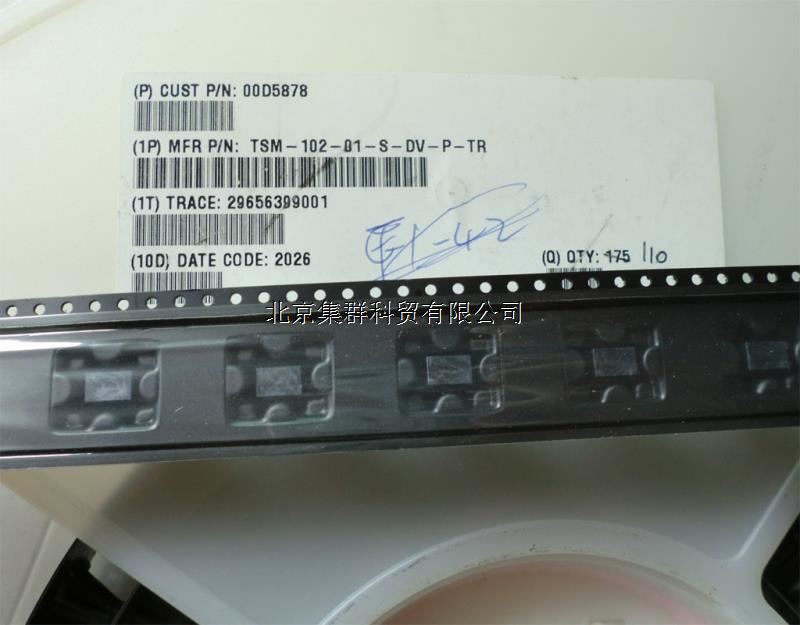 (P) CUST P/N: 00D5878
(1P) MFR P/N: TSM-102-01-S-DV-P-TR
(1T) TRACE: 29656399001
(10D) DATE CODE: 2026
(Q) QTY: 175 110
北京集群科贸有限公司